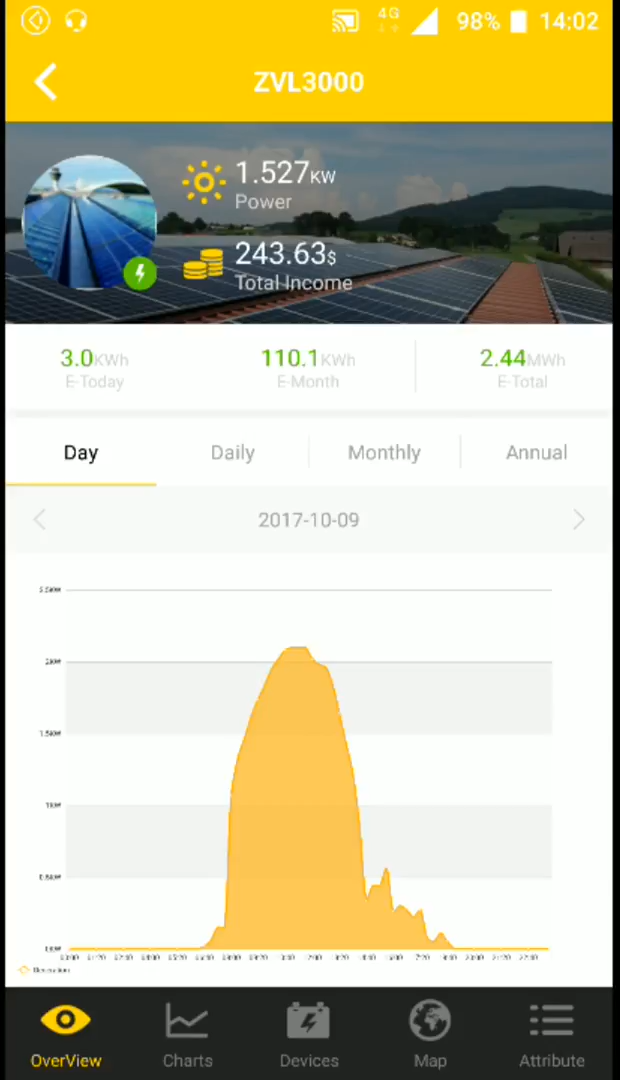 4G 98% 14:02
ZVL3000
1.527KW
Power
243.63$
Total Income
3.0KWh 110.1KWh 2.44MWh
E-Today E-Month E-Total
Day Daily Monthly Annual
2017-10-09
OverView Charts Devices Map Attribute